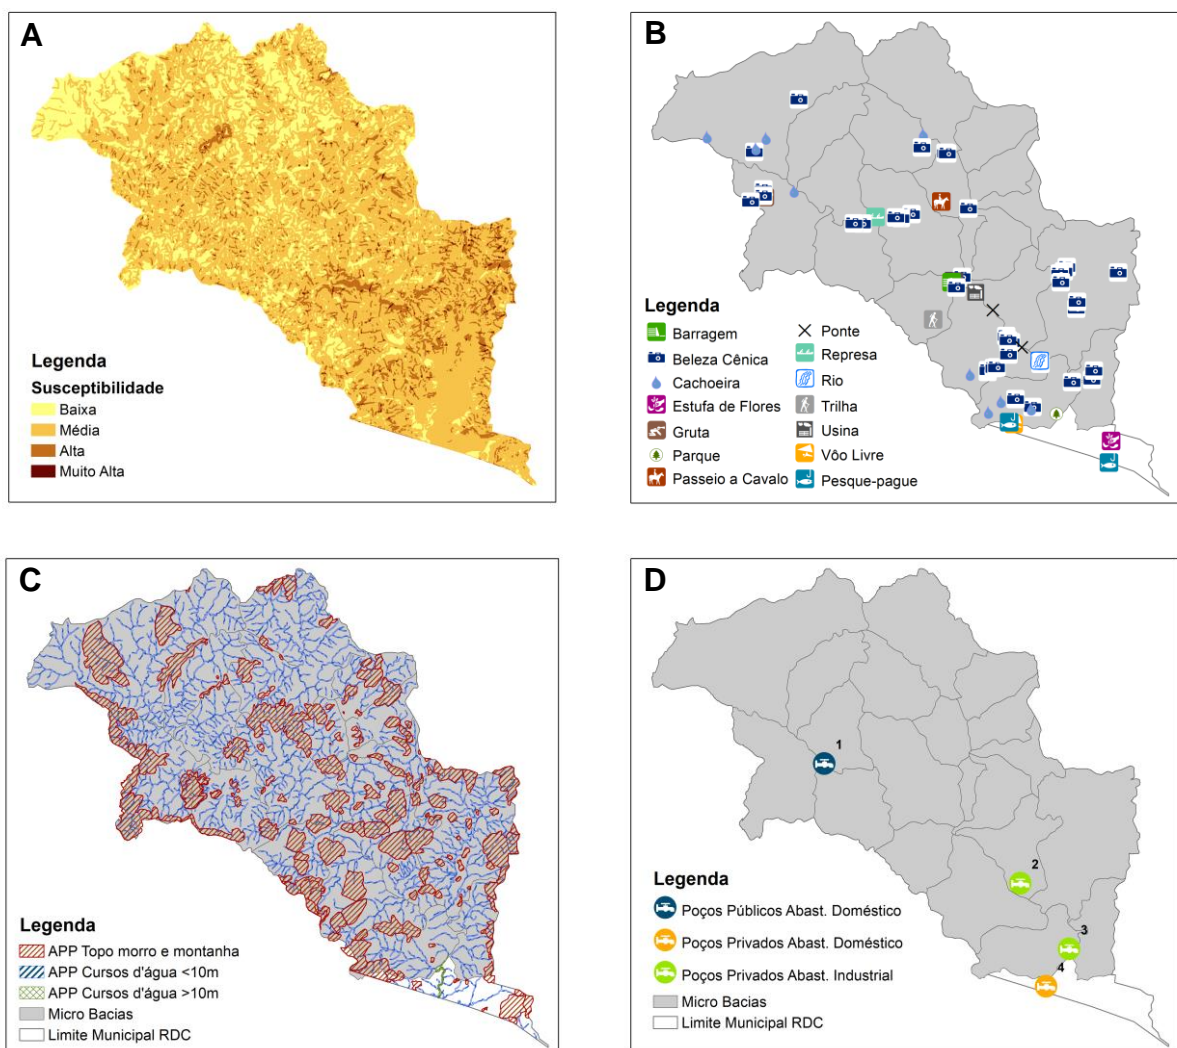 A
Legenda
Susceptibilidade
Baixa
Média
Alta
Muito Alta
B
Legenda
Barragem
Beleza Cênica
Cachoeira
Estufa de Flores
Gruta
Parque
Passeio a Cavalo
Ponte
Represa
Rio
Trilha
Usina
Vôo Livre
Pesque-pague
C
Legenda
APP Topo morro e montanha
APP Cursos d'água <10m
APP Cursos d'água >10m
Micro Bacias
Limite Municipal RDC
D
1
2
3
4
Legenda
Poços Públicos Abast. Doméstico
Poços Privados Abast. Doméstico
Poços Privados Abast. Industrial
Micro Bacias
Limite Municipal RDC